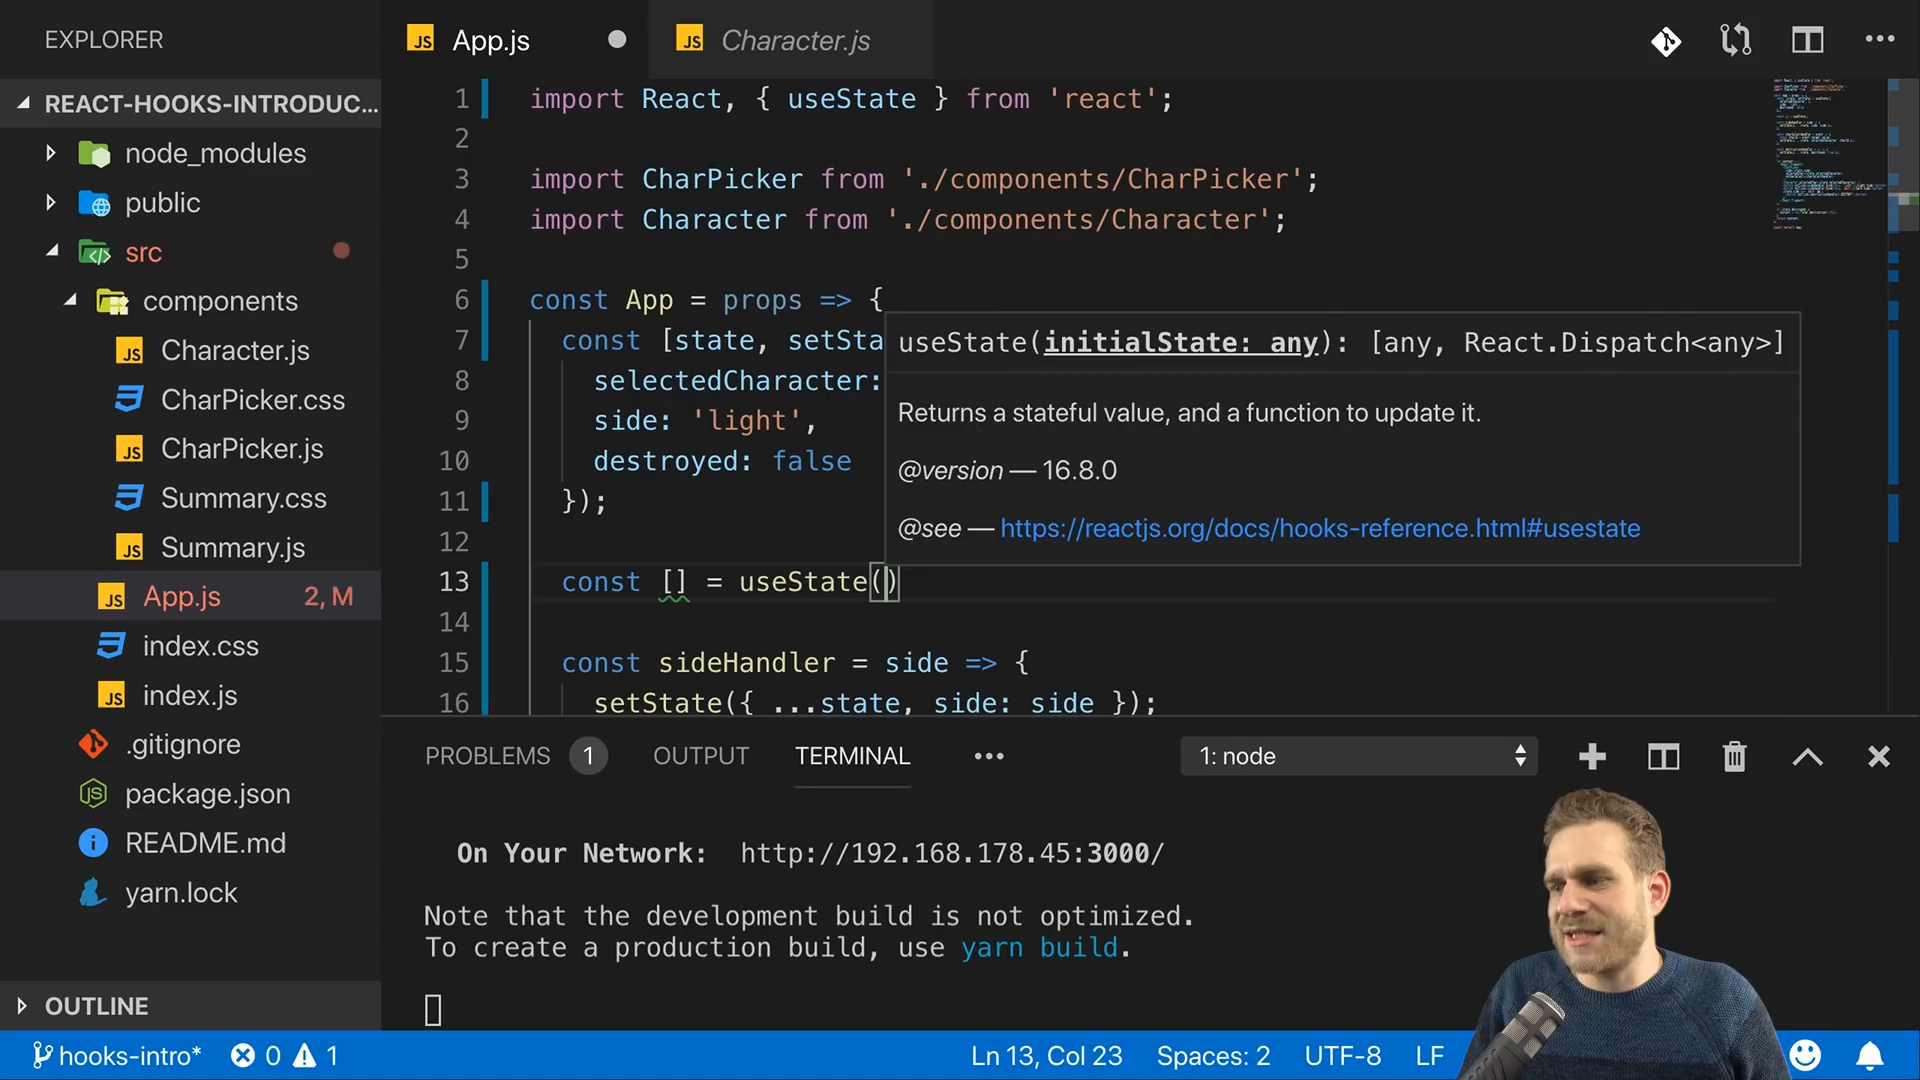 EXPLORER
REACT-HOOKS-INTRODUC...
node_modules
public
src
components
JS Character.js
CharPicker.css
JS CharPicker.js
Summary.css
JS Summary.js
JS App.js 2, M
index.css
JS index.js
.gitignore
package.json
README.md
yarn.lock
OUTLINE
JS App.js
JS Character.js
1 import React, { useState } from 'react';
2
3 import CharPicker from './components/CharPicker';
4 import Character from './components/Character';
5
6 const App = props => {
7 const [state, setSta
8 selectedCharacter:
9 side: 'light',
10 destroyed: false
11 });
12
13 const [] = useState()
14
15 const sideHandler = side => {
16 setState({ ...state, side: side });
useState(initialState: any): [any, React.Dispatch<any>]
Returns a stateful value, and a function to update it.
@version — 16.8.0
@see — https://reactjs.org/docs/hooks-reference.html#usestate
PROBLEMS 1 OUTPUT TERMINAL ••• 1: node
On Your Network: http://192.168.178.45:3000/
Note that the development build is not optimized.
To create a production build, use yarn build.
hooks-intro* 0 1 Ln 13, Col 23 Spaces: 2 UTF-8 LF